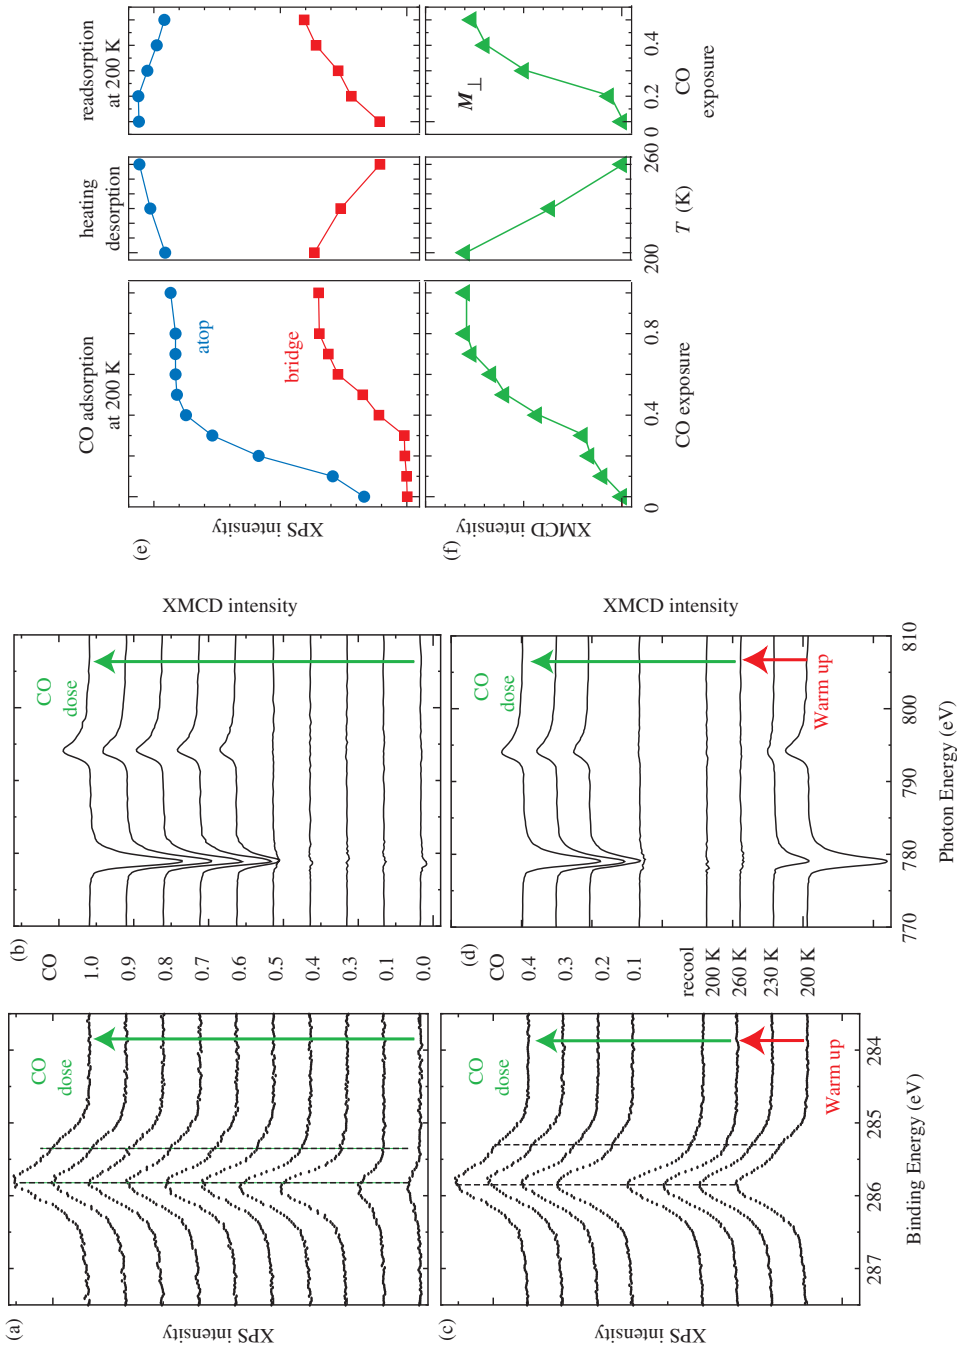 (a)
XPS intensity
CO
dose
(b)
CO
1.0
0.9
0.8
0.7
0.6
0.5
0.4
0.3
0.1
0.0
CO
dose
XMCD intensity
(c)
XPS intensity
CO
dose
Warm up
287
286
285
284
Binding Energy (eV)
(d)
CO
0.4
0.3
0.2
0.1
recool
200 K
260 K
230 K
200 K
CO
dose
Warm up
XMCD intensity
770
780
790
800
810
Photon Energy (eV)
(e)
XPS intensity
CO adsorption
at 200 K
atop
bridge
heating
desorption
readsorption
at 200 K
(f)
XMCD intensity
M⊥
0
0.4
0.8
CO exposure
200
260
T (K)
0
0.2
0.4
CO
exposure